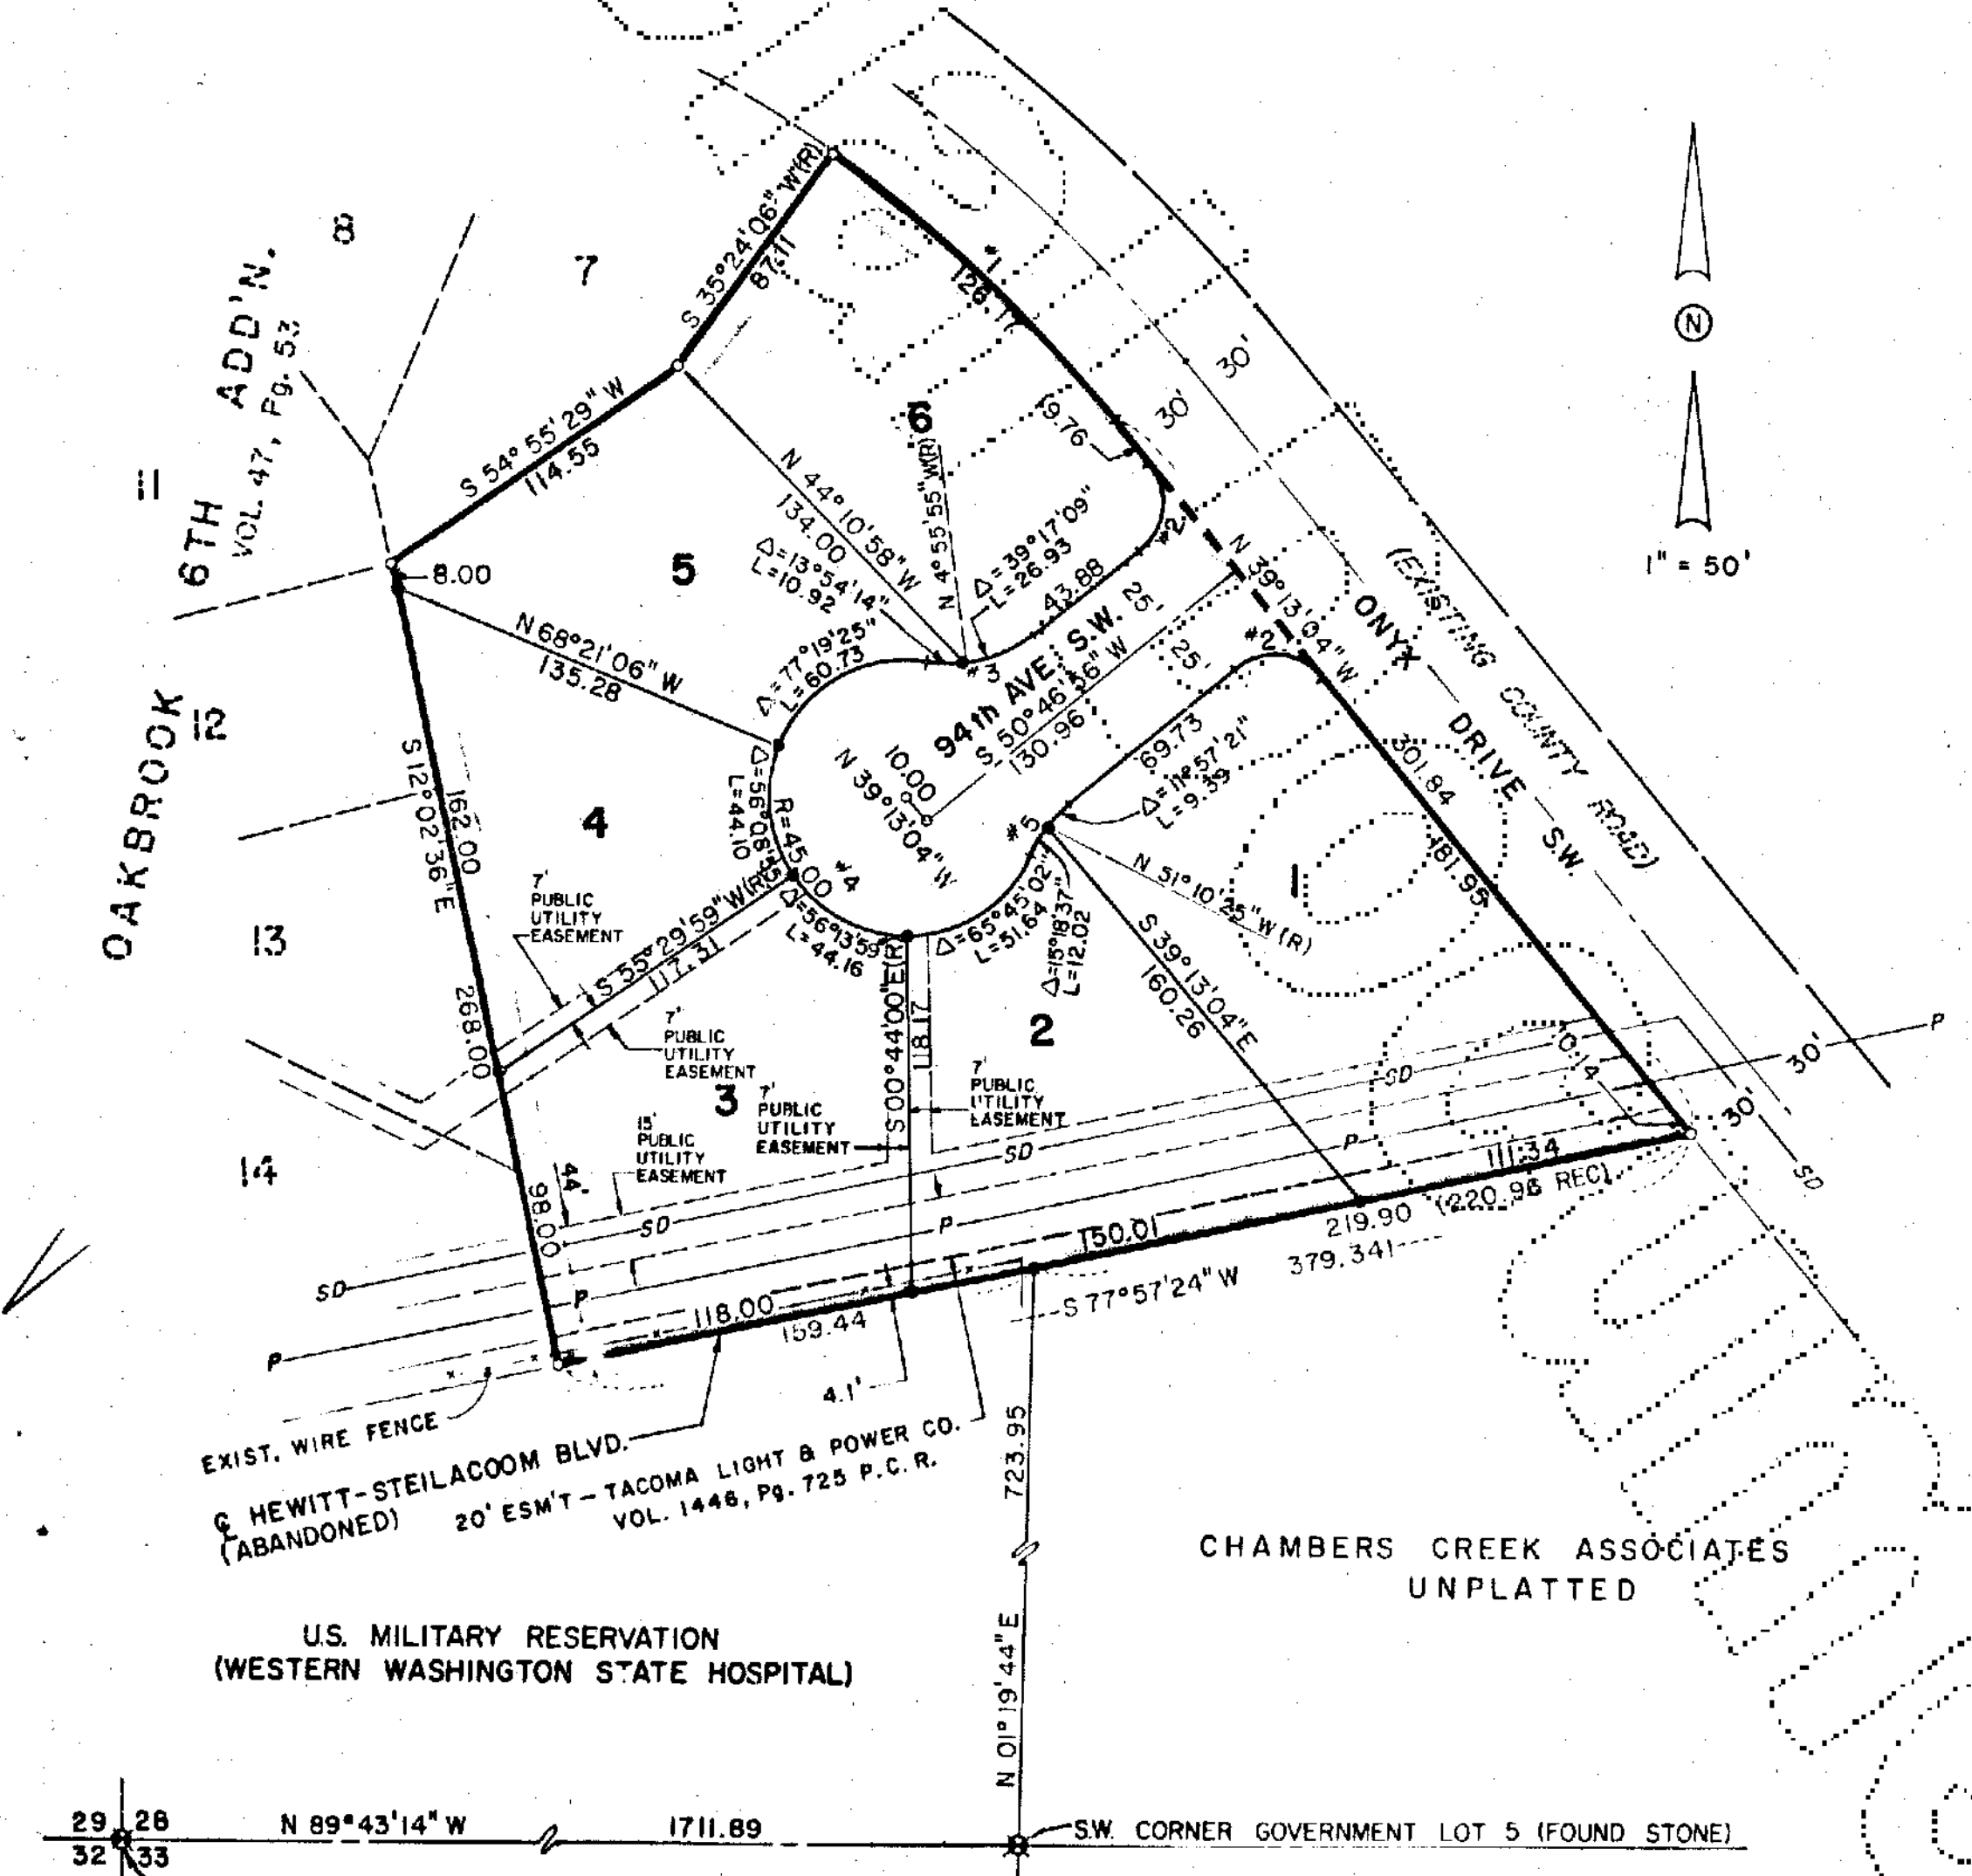 8
7
6TH ADD'N.
VOL. 47, Pg. 53
11
OAKBROOK
12
13
14
S 35°24'06" W(R)
87.11
#1
S 54°55'29" W
114.55
8.00
5
6
N 44°10'58" W
134.00
N 4°55'55" W(R)
19.76
30'
30'
N
1" = 50'
Δ=13°54'14"
L=10.92
Δ=39°17'09"
L=26.93
43.88
#2
N 39°13'04" W
N 68°21'06" W
135.28
Δ=77°19'25"
L=60.73
#3
94th AVE. S.W.
25'
25'
S 50°46'56" W
130.96
10.00
N 39°13'04" W
#2
ONYX DRIVE S.W.
(EXISTING COUNTY ROAD)
301.84
181.95
69.73
Δ=11°57'21"
L=9.39
#5
N 51°10'25" W (R)
1
S 12°02'36" E
162.00
268.00
98.00
4
L=44.10
R=45.00
#4
Δ=56°13'59"
L=44.16
Δ=65°45'02"
L=51.64
Δ=15°18'37"
L=12.02
S 39°13'04" E
160.26
2
7'
PUBLIC
UTILITY
EASEMENT
S 55°29'59" W(R)
117.31
7'
PUBLIC
UTILITY
EASEMENT
3
S 00°44'00" E(R)
118.17
7'
PUBLIC
UTILITY
EASEMENT
7'
PUBLIC
UTILITY
EASEMENT
15'
PUBLIC
UTILITY
EASEMENT
44'
SD
SD
SD
SD
SD
P
P
P
P
P
30'
30'
10.14
111.34
(220.96 REC)
219.90
379.34
150.01
S 77°57'24" W
118.00
159.44
4.1'
EXIST. WIRE FENCE
℄ HEWITT-STEILACOOM BLVD.
(ABANDONED)
20' ESM'T - TACOMA LIGHT & POWER CO.
VOL. 1446, Pg. 725 P.C.R.
723.95
N 01°19'44" E
CHAMBERS CREEK ASSOCIATES
UNPLATTED
U.S. MILITARY RESERVATION
(WESTERN WASHINGTON STATE HOSPITAL)
29 28
32 33
N 89°43'14" W
1711.89
S.W. CORNER GOVERNMENT LOT 5 (FOUND STONE)